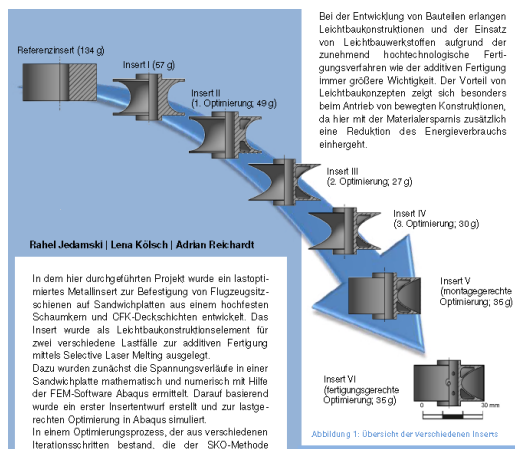 Bei der Entwicklung von Bauteilen erlangen
Leichtbaukonstruktionen und der Einsatz
von Leichtbauwerkstoffen aufgrund der
zunehmend hochtechnologische Ferti-
gungsverfahren wie der additiven Fertigung
immer größere Wichtigkeit. Der Vorteil von
Leichtbaukonzepten zeigt sich besonders
beim Antrieb von bewegten Konstruktionen,
da hier mit der Materialersparnis zusätzlich
eine Reduktion des Energieverbrauchs
einhergeht.
Referenzinsert (134 g)
Insert I (57 g)
Insert II
(1. Optimierung; 49 g)
Insert III
(2. Optimierung; 27 g)
Insert IV
(3. Optimierung; 30 g)
Insert V
(montagegerechte
Optimierung; 36 g)
Insert VI
(fertigungsgerechte
Optimierung; 35 g)
0 30 mm
Abbildung 1: Übersicht der verschiedenen Inserts
Rahel Jedamski | Lena Kölsch | Adrian Reichardt
In dem hier durchgeführten Projekt wurde ein lastopti-
miertes Metallinsert zur Befestigung von Flugzeugsitz-
schienen auf Sandwichplatten aus einem hochfesten
Schaumkern und CFK-Deckschichten entwickelt. Das
Insert wurde als Leichtbaukonstruktionselement für
zwei verschiedene Lastfälle zur additiven Fertigung
mittels Selective Laser Melting ausgelegt.
Dazu wurden zunächst die Spannungsverläufe in einer
Sandwichplatte mathematisch und numerisch mit Hilfe
der FEM-Software Abaqus ermittelt. Darauf basierend
wurde ein erster Insertentwurf erstellt und zur lastge-
rechten Optimierung in Abaqus simuliert.
In einem Optimierungsprozess, der aus verschiedenen
Iterationsschritten bestand, die der SKO-Methode